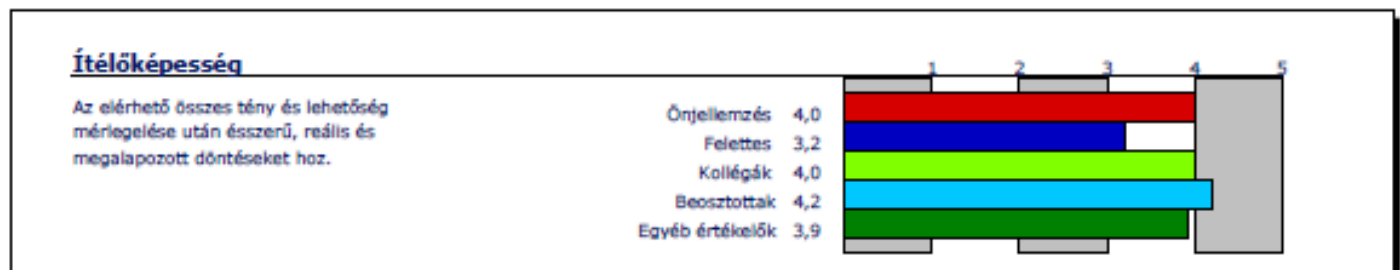 Ítélőképesség
1 2 3 4 5
Az elérhető összes tény és lehetőség
mérlegelése után ésszerű, reális és
megalapozott döntéseket hoz.
Önjellemzés 4,0
Felettes 3,2
Kollégák 4,0
Beosztottak 4,2
Egyéb értékelők 3,9